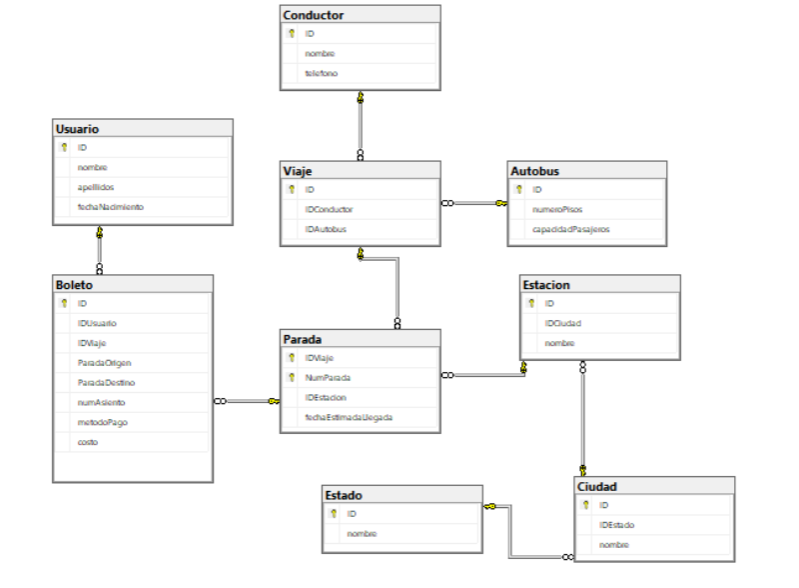 Conductor
ID
nombre
telefono
Usuario
ID
nombre
apellidos
fechaNacimiento
Viaje
ID
IDConductor
IDAutobus
Autobus
ID
numeroPisos
capacidadPasajeros
Boleto
ID
IDUsuario
IDViaje
ParadaOrigen
ParadaDestino
numAsiento
metodoPago
costo
Parada
IDViaje
NumParada
IDEstacion
fechaEstimadaLlegada
Estacion
ID
IDCiudad
nombre
Estado
ID
nombre
Ciudad
ID
IDEstado
nombre